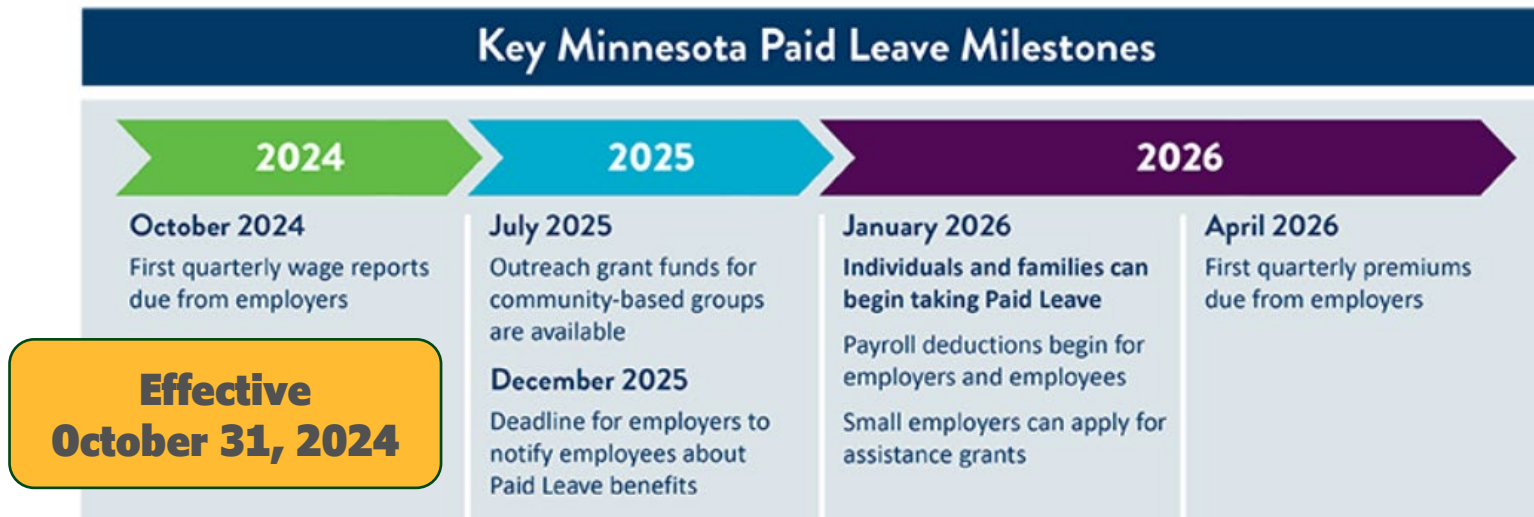 Key Minnesota Paid Leave Milestones
2024
2025
2026
October 2024
First quarterly wage reports
due from employers
Effective
October 31, 2024
July 2025
Outreach grant funds for
community-based groups
are available
December 2025
Deadline for employers to
notify employees about
Paid Leave benefits
January 2026
Individuals and families can
begin taking Paid Leave
Payroll deductions begin for
employers and employees
Small employers can apply for
assistance grants
April 2026
First quarterly premiums
due from employers